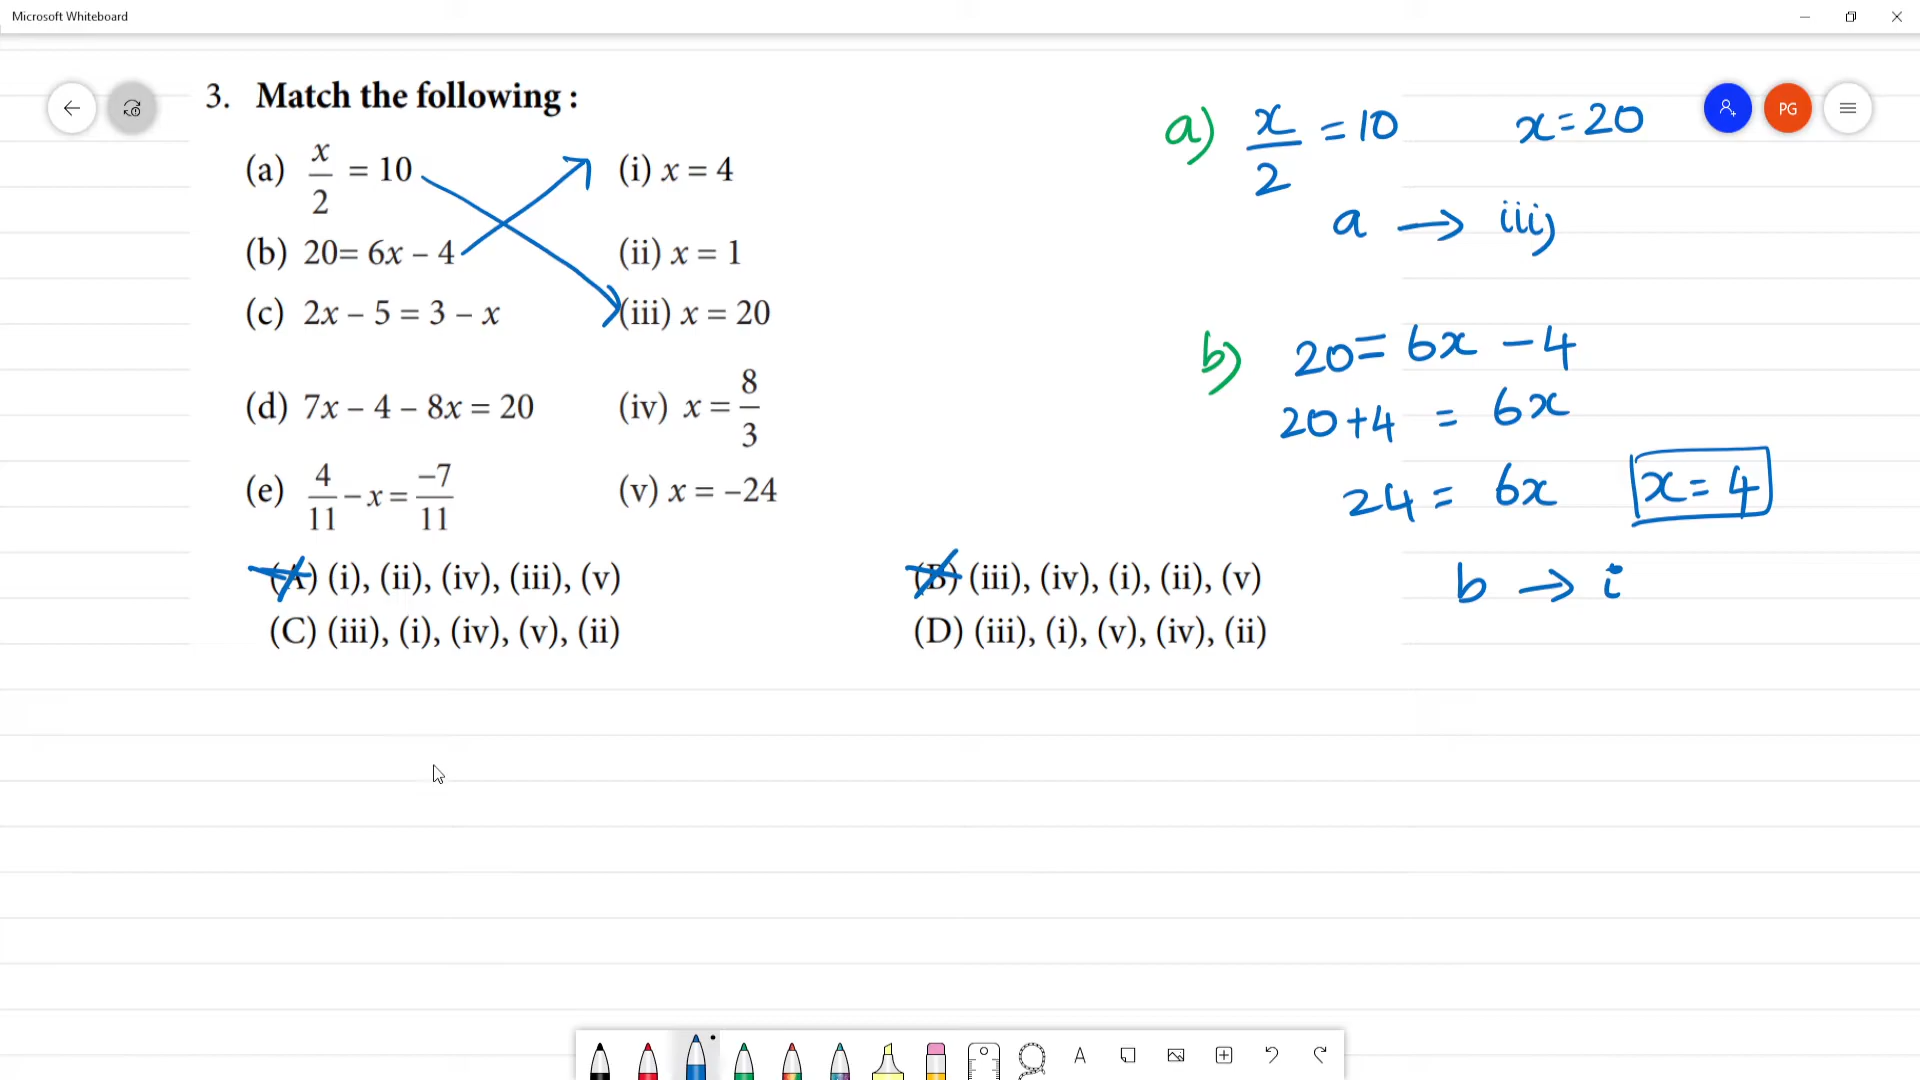 Microsoft Whiteboard
3. Match the following :
(a) x/2 = 10 (i) x = 4
(b) 20= 6x – 4 (ii) x = 1
(c) 2x – 5 = 3 – x (iii) x = 20
(d) 7x – 4 – 8x = 20 (iv) x = 8/3
(e) 4/11 – x = –7/11 (v) x = –24
(A) (i), (ii), (iv), (iii), (v) (B) (iii), (iv), (i), (ii), (v)
(C) (iii), (i), (iv), (v), (ii) (D) (iii), (i), (v), (iv), (ii)
a) x/2 = 10 x = 20
a → iii)
b) 20 = 6x – 4
20+4 = 6x
24 = 6x x = 4
b → i
PG
A